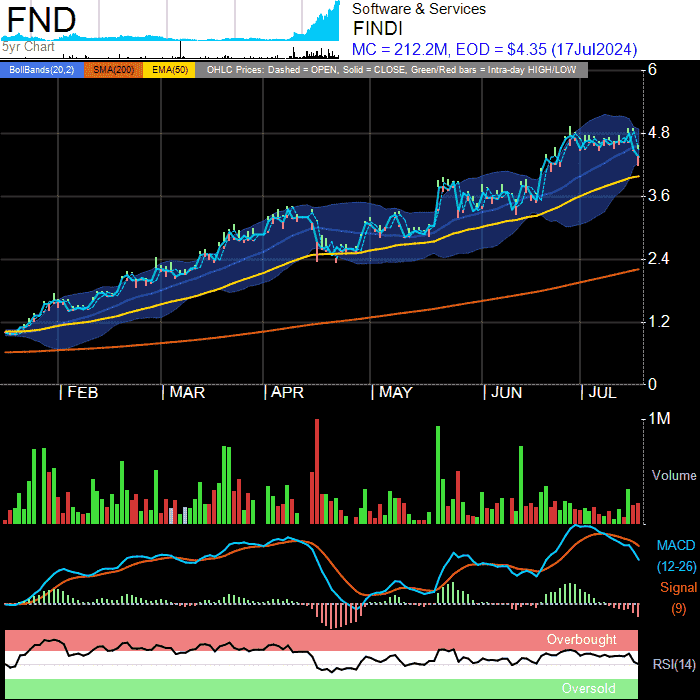 FND
Software & Services
FINDI
5yr Chart
MC = 212.2M, EOD = $4.35 (17Jul2024)
BollBands(20,2) SMA(200) EMA(50) OHLC Prices: Dashed = OPEN, Solid = CLOSE, Green/Red bars = Intra-day HIGH/LOW
6
4.8
3.6
2.4
1.2
0
FEB MAR APR MAY JUN JUL
1M
Volume
MACD
(12-26)
Signal
(9)
Overbought
RSI(14)
Oversold